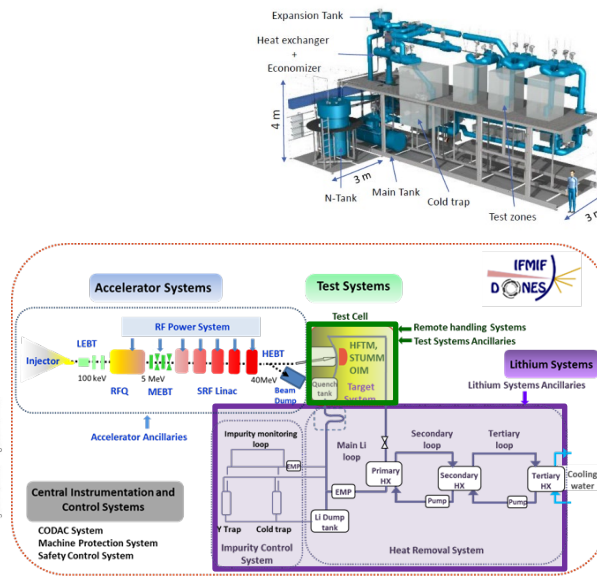 Expansion Tank
Heat exchanger
+
Economizer
4 m
3 m
N-Tank
Main Tank
Cold trap
Test zones
3 m
IFMIF
DONES
Accelerator Systems
Test Systems
Test Cell
RF Power System
Remote handling Systems
Test Systems Ancillaries
LEBT
HEBT
HFTM,
STUMM
OIM
Injector
Lithium Systems
Lithium Systems Ancillaries
100 keV
5 MeV
40MeV
RFQ
MEBT
SRF Linac
Beam
Dump
Quench
tank
Target System
Accelerator Ancillaries
Impurity monitoring
loop
Main Li
loop
Secondary
loop
Tertiary
loop
Cooling
water
EMP
EMP
Primary
HX
Secondary
HX
Tertiary
HX
Pump
Pump
Central Instrumentation and
Control Systems
CODAC System
Machine Protection System
Safety Control System
Y Trap
Cold trap
Li Dump
tank
Impurity Control
System
Heat Removal System